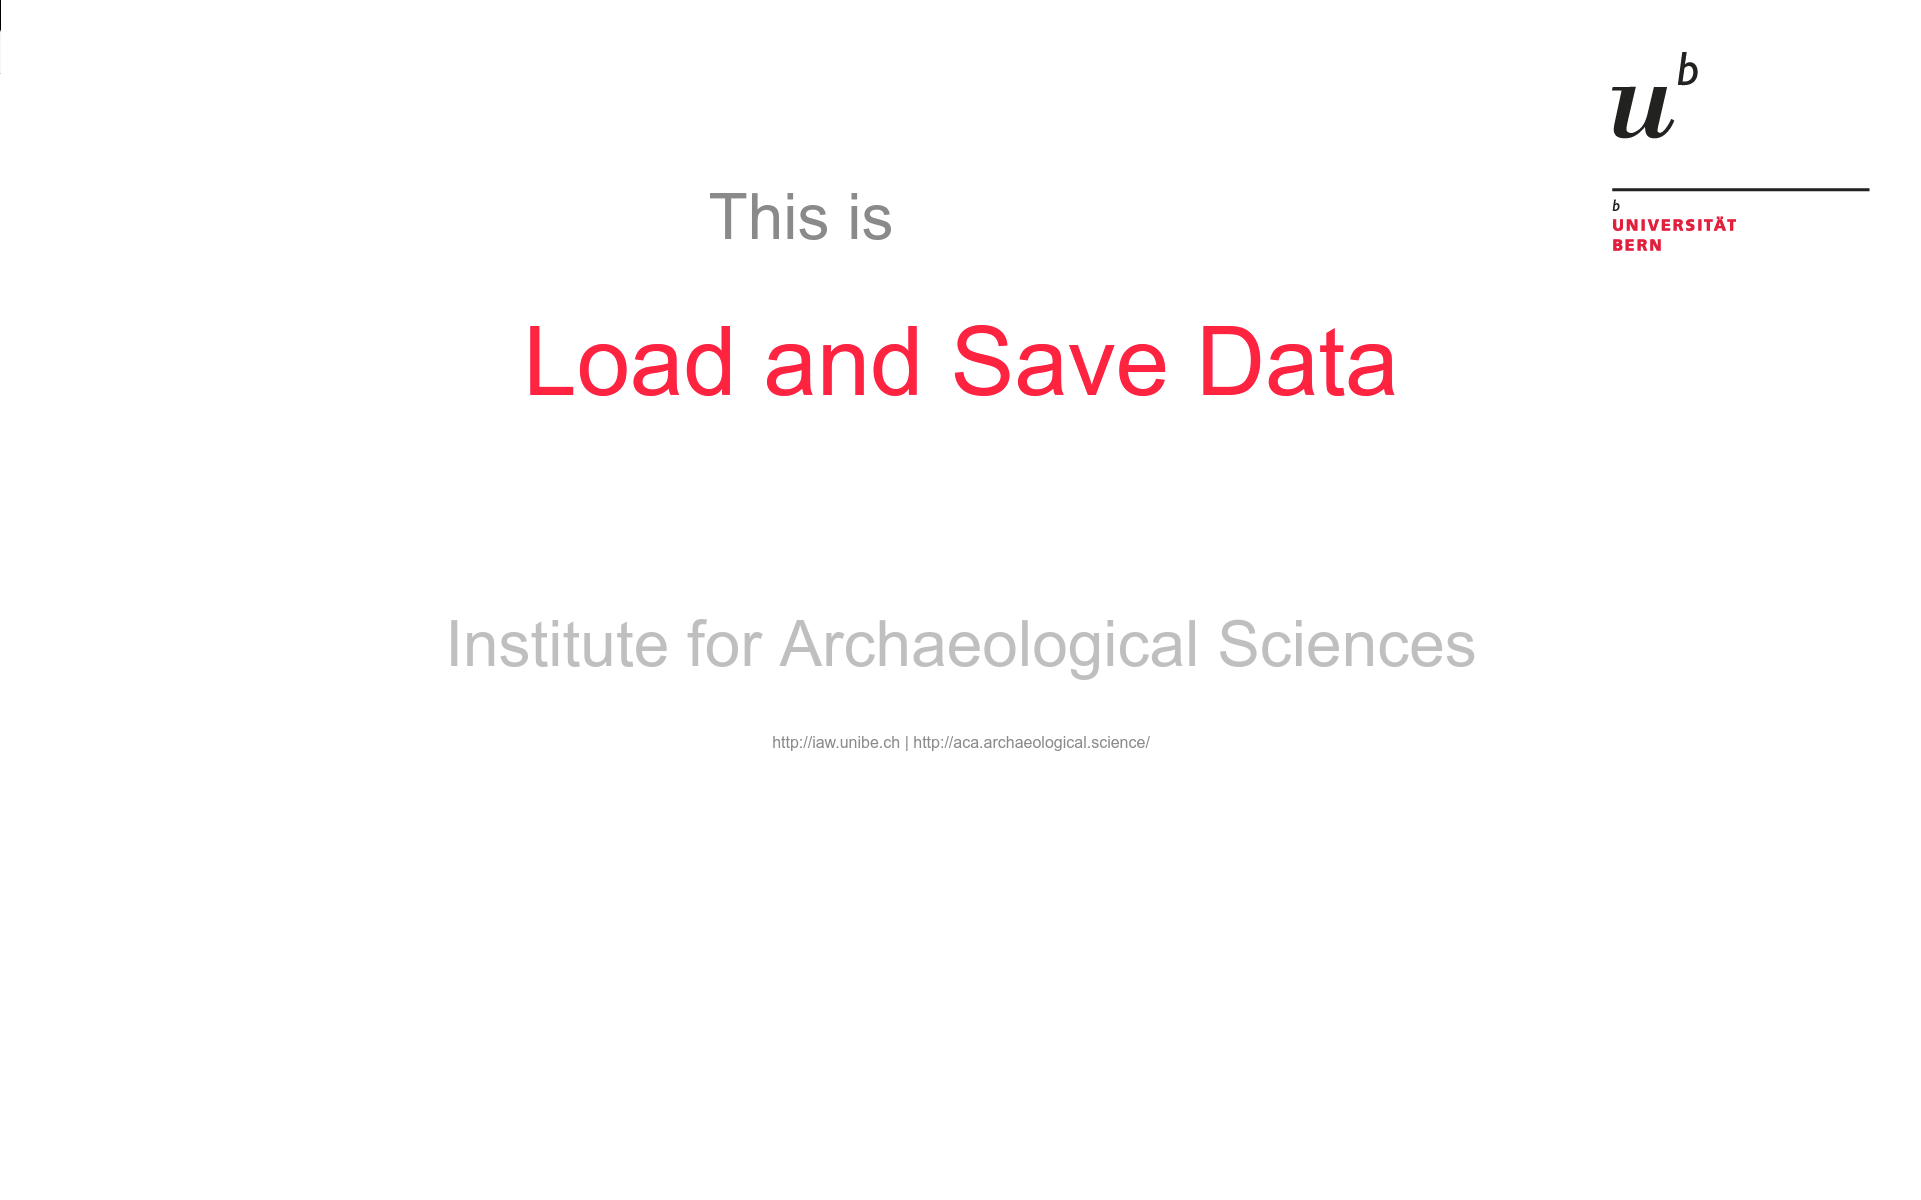 u b
b
UNIVERSITÄT
BERN
This is
Load and Save Data
Institute for Archaeological Sciences
http://iaw.unibe.ch | http://aca.archaeological.science/